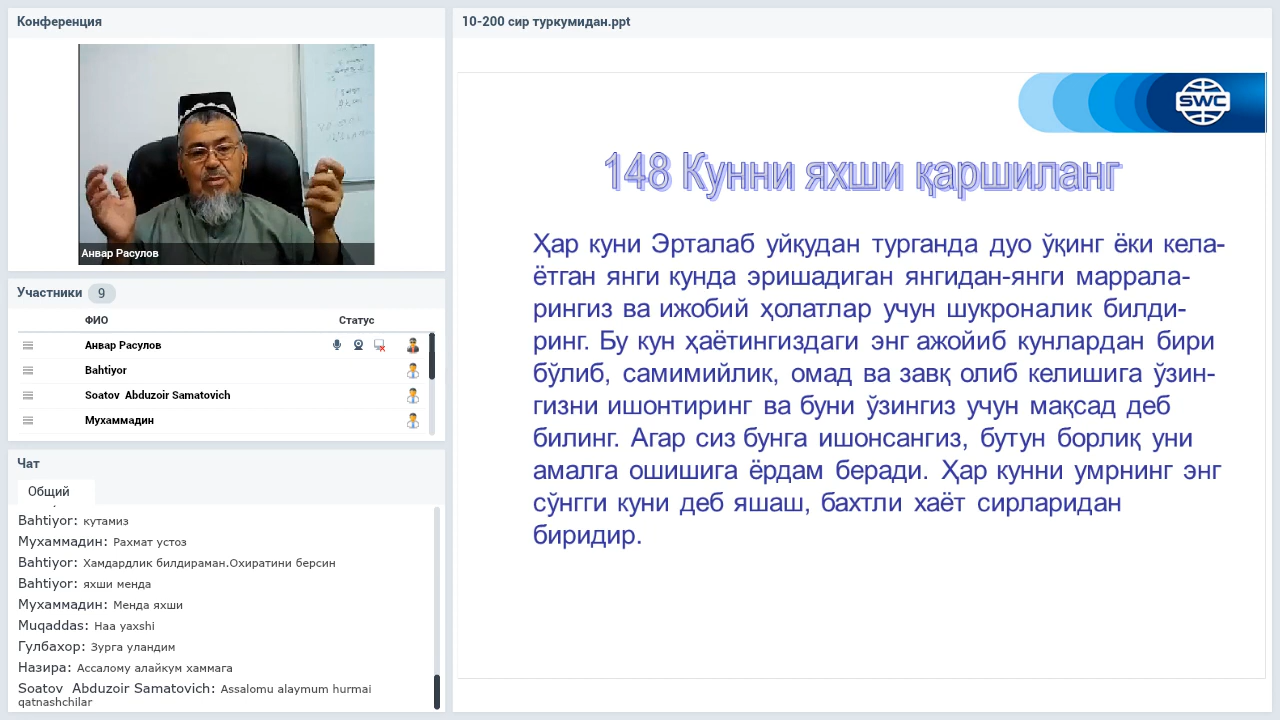 Конференция
Анвар Расулов
Участники 9
ФИО Статус
Анвар Расулов
Bahtiyor
Soatov Abduzoir Samatovich
Мухаммадин
Чат
Общий
Bahtiyor: кутамиз
Мухаммадин: Рахмат устоз
Bahtiyor: Хамдардлик билдираман.Охиратини берсин
Bahtiyor: яхши менда
Мухаммадин: Менда яхши
Muqaddas: Haa yaxshi
Гулбахор: Зурга уландим
Назира: Ассалому алайкум хаммага
Soatov Abduzoir Samatovich: Assalomu alaymum hurmai
qatnashchilar
10-200 сир туркумидан.ppt
SWC
148 Кунни яхши қаршиланг
Ҳар куни Эрталаб уйқудан турганда дуо ўқинг ёки кела-
ётган янги кунда эришадиган янгидан-янги маррала-
рингиз ва ижобий ҳолатлар учун шукроналик билди-
ринг. Бу кун ҳаётингиздаги энг ажойиб кунлардан бири
бўлиб, самимийлик, омад ва завқ олиб келишига ўзин-
гизни ишонтиринг ва буни ўзингиз учун мақсад деб
билинг. Агар сиз бунга ишонсангиз, бутун борлиқ уни
амалга ошишига ёрдам беради. Ҳар кунни умрнинг энг
сўнгги куни деб яшаш, бахтли хаёт сирларидан
биридир.